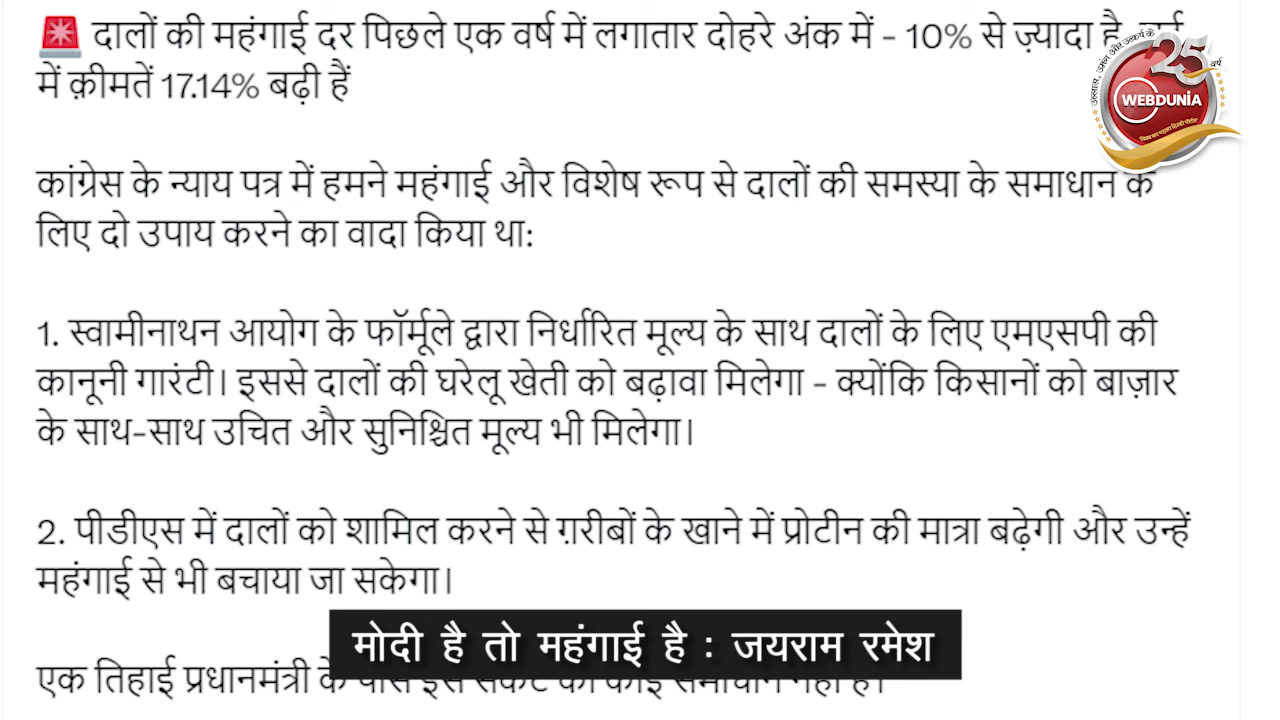 🚨 दालों की महंगाई दर पिछले एक वर्ष में लगातार दोहरे अंक में - 10% से ज़्यादा है
में क़ीमतें 17.14% बढ़ी हैं
कांग्रेस के न्याय पत्र में हमने महंगाई और विशेष रूप से दालों की समस्या के समाधान के
लिए दो उपाय करने का वादा किया था:
1. स्वामीनाथन आयोग के फॉर्मूले द्वारा निर्धारित मूल्य के साथ दालों के लिए एमएसपी की
कानूनी गारंटी। इससे दालों की घरेलू खेती को बढ़ावा मिलेगा - क्योंकि किसानों को बाज़ार
के साथ-साथ उचित और सुनिश्चित मूल्य भी मिलेगा।
2. पीडीएस में दालों को शामिल करने से ग़रीबों के खाने में प्रोटीन की मात्रा बढ़ेगी और उन्हें
महंगाई से भी बचाया जा सकेगा।
एक तिहाई प्रधानमंत्री के
मोदी है तो महंगाई है : जयराम रमेश
25 वर्ष
WEBDUNIA